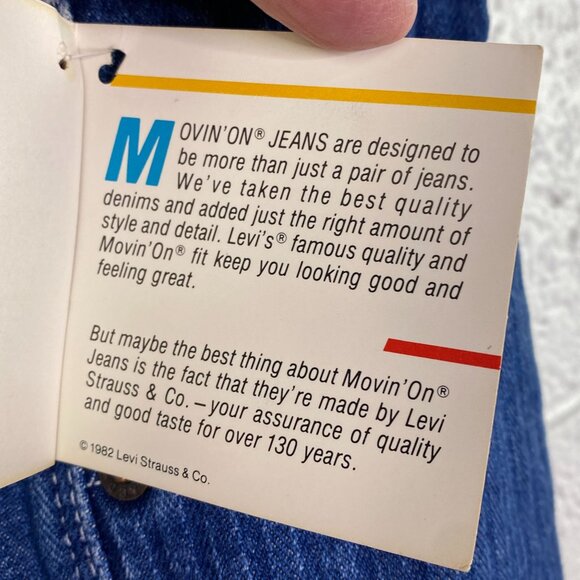 MOVIN'ON® JEANS are designed to
be more than just a pair of jeans.
We've taken the best quality
denims and added just the right amount of
style and detail. Levi's® famous quality and
Movin'On® fit keep you looking good and
feeling great.
But maybe the best thing about Movin'On®
Jeans is the fact that they're made by Levi
Strauss & Co. – your assurance of quality
and good taste for over 130 years.
© 1982 Levi Strauss & Co.